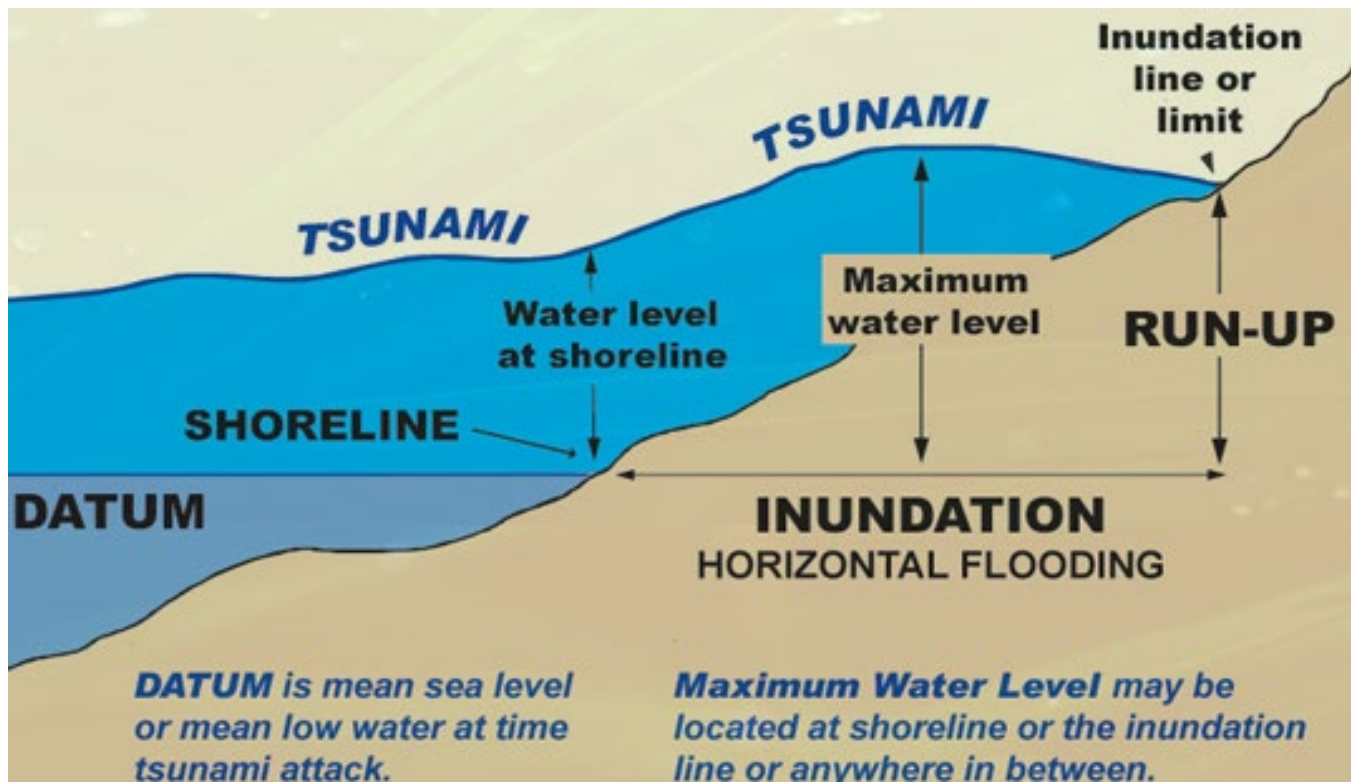 Inundation
line or
limit
TSUNAMI
TSUNAMI
Water level
at shoreline
Maximum
water level
RUN-UP
SHORELINE
DATUM
INUNDATION
HORIZONTAL FLOODING
DATUM is mean sea level
or mean low water at time
tsunami attack.
Maximum Water Level may be
located at shoreline or the inundation
line or anywhere in between.